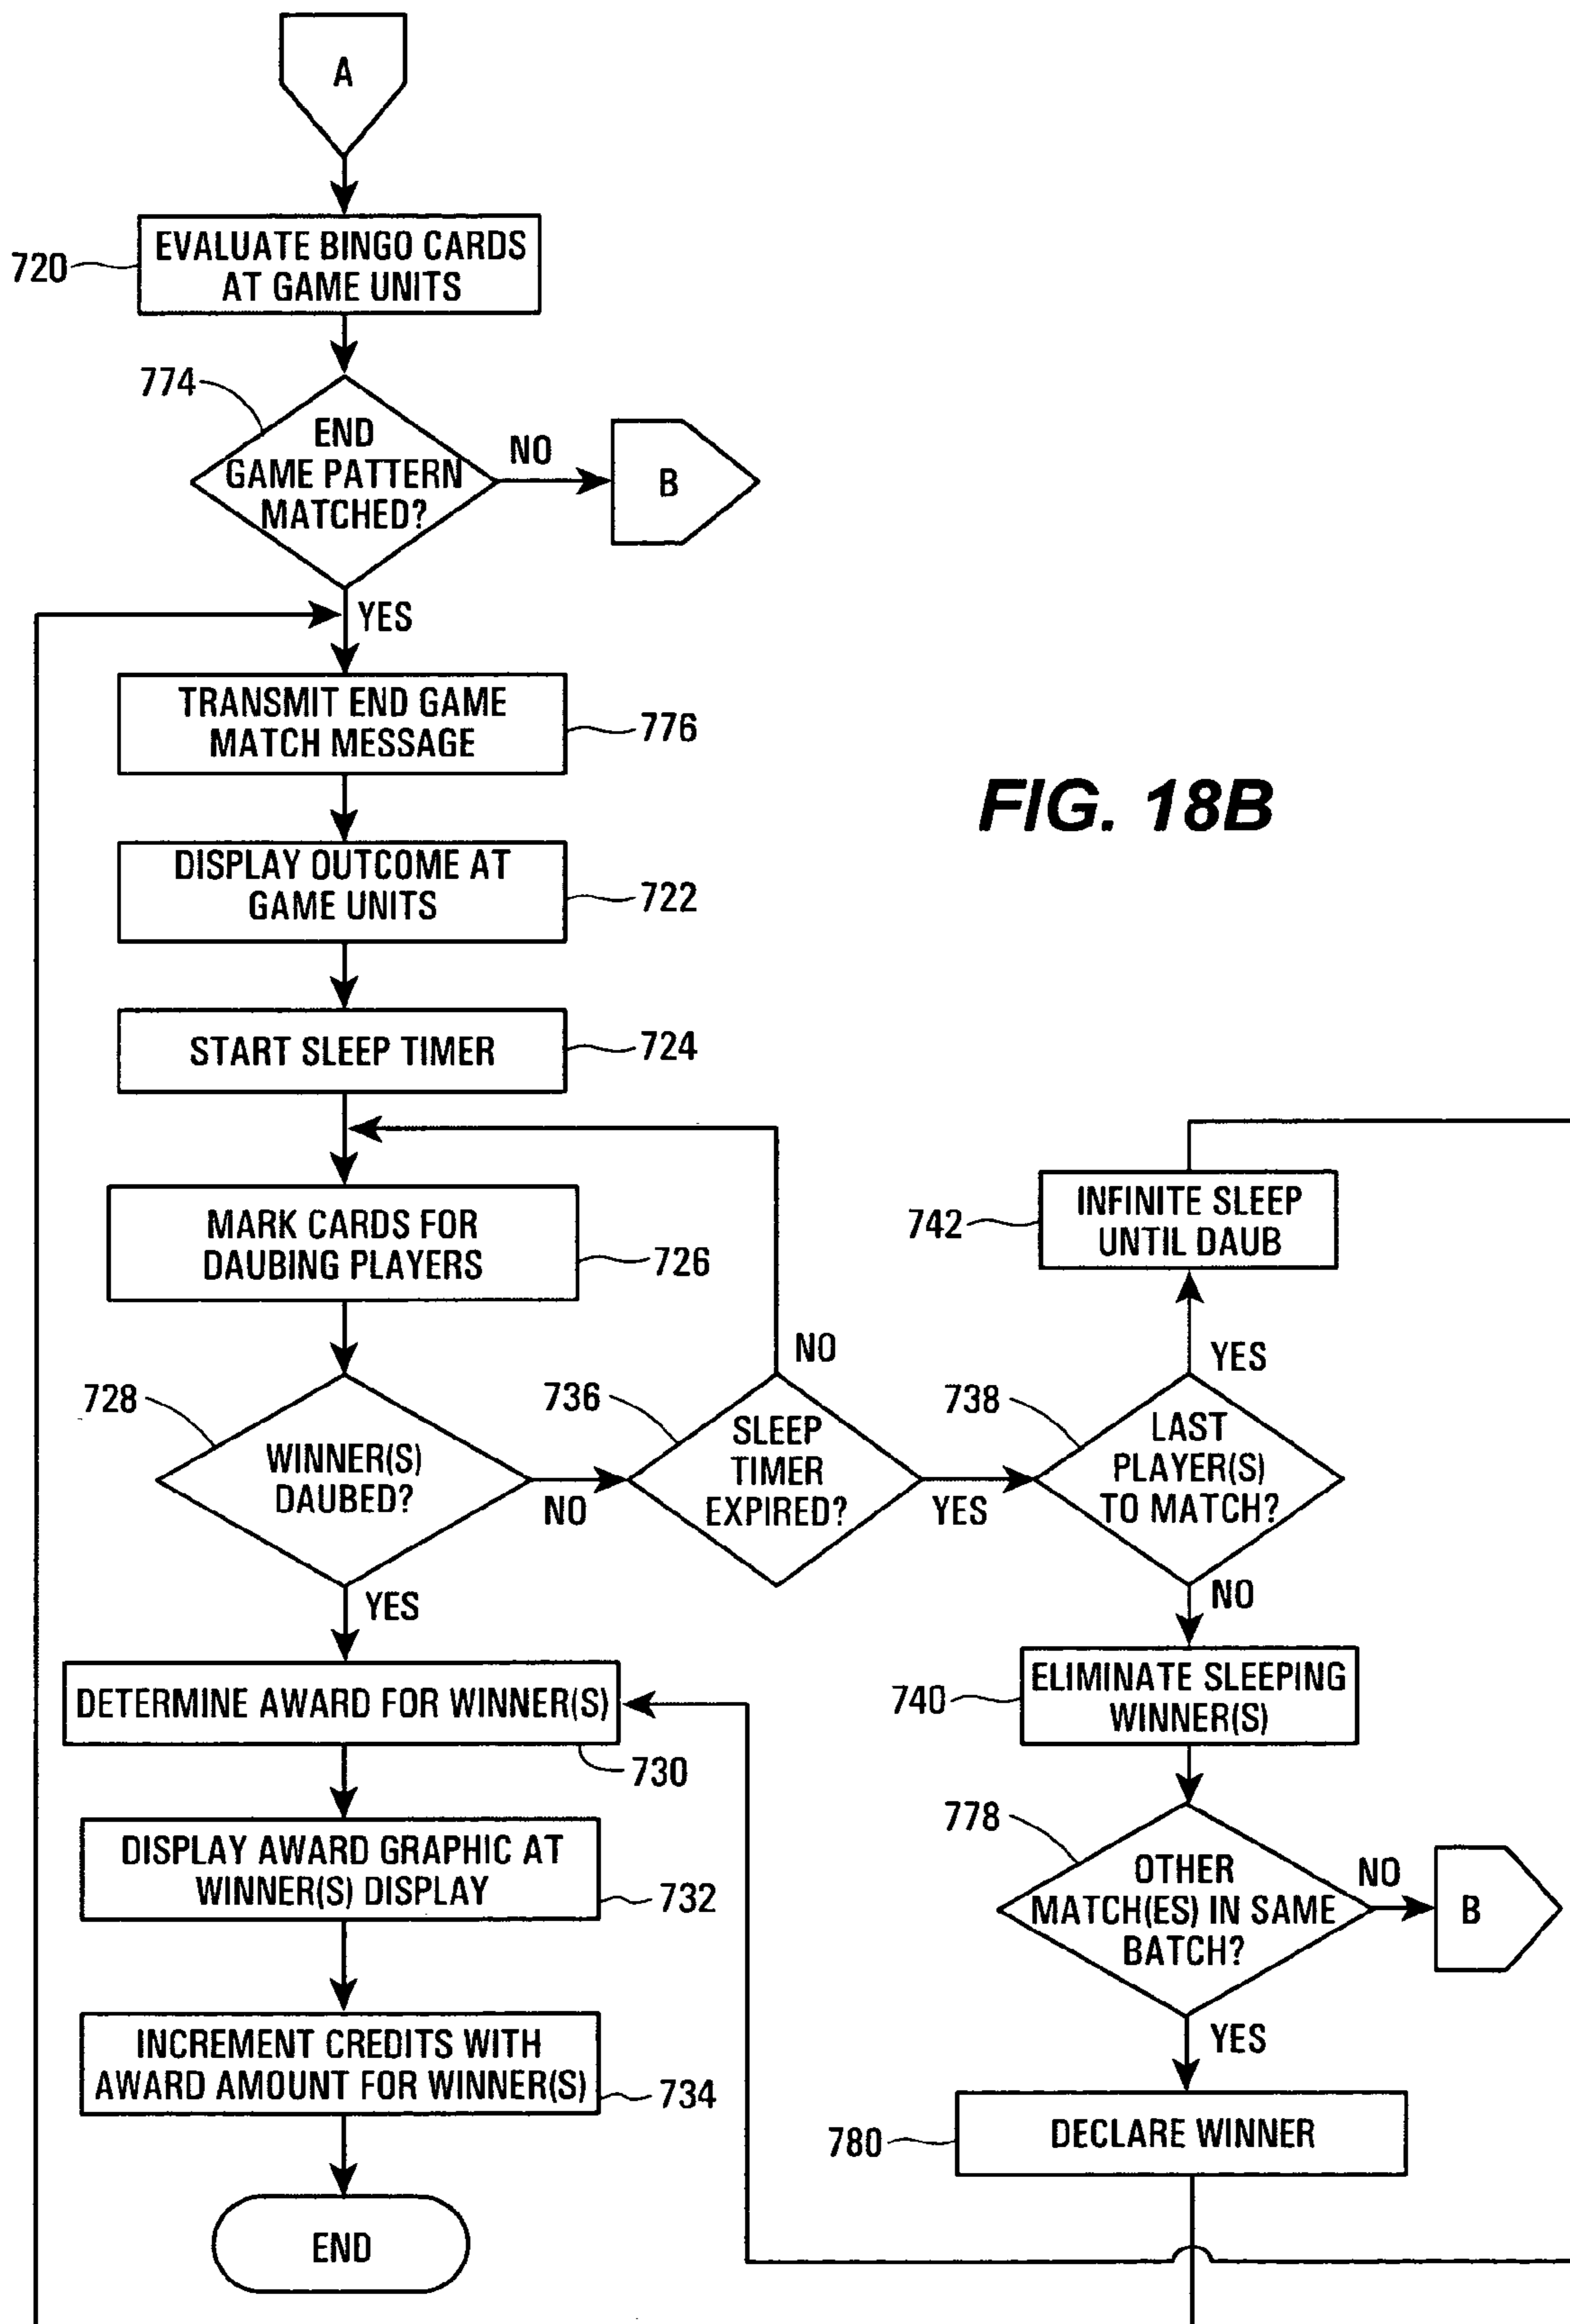 A
EVALUATE BINGO CARDS
AT GAME UNITS
720
774
END
GAME PATTERN
MATCHED?
NO
B
YES
TRANSMIT END GAME
MATCH MESSAGE
776
FIG. 18B
DISPLAY OUTCOME AT
GAME UNITS
722
START SLEEP TIMER
724
MARK CARDS FOR
DAUBING PLAYERS
726
728
WINNER(S)
DAUBED?
NO
YES
736
SLEEP
TIMER
EXPIRED?
NO
YES
738
LAST
PLAYER(S)
TO MATCH?
YES
742
INFINITE SLEEP
UNTIL DAUB
NO
740
ELIMINATE SLEEPING
WINNER(S)
778
OTHER
MATCH(ES) IN SAME
BATCH?
NO
B
YES
780
DECLARE WINNER
DETERMINE AWARD FOR WINNER(S)
730
DISPLAY AWARD GRAPHIC AT
WINNER(S) DISPLAY
732
INCREMENT CREDITS WITH
AWARD AMOUNT FOR WINNER(S)
734
END